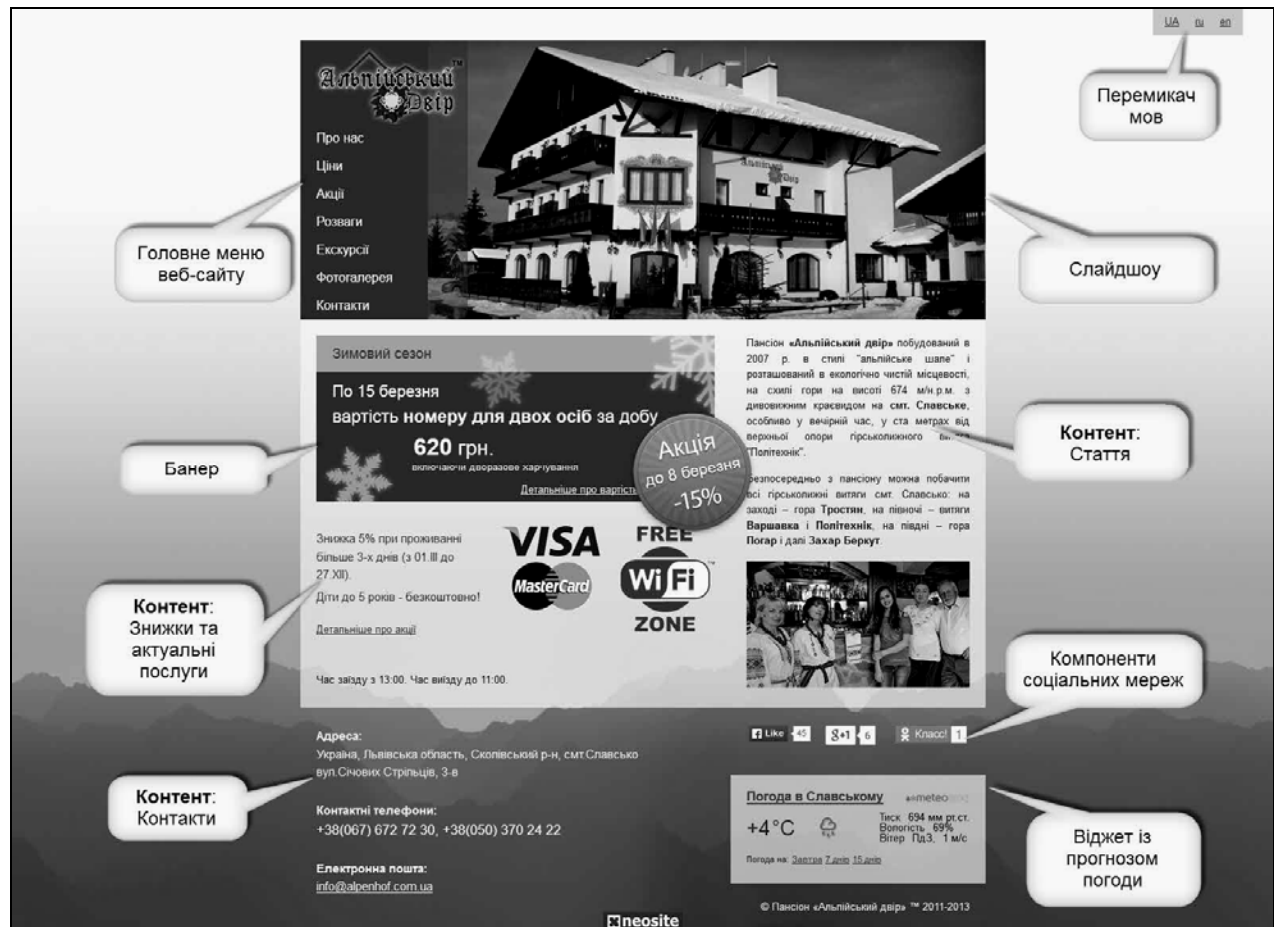 UA ru en
Перемикач
мов
Альпійський
Двір
™
Про нас
Ціни
Акції
Розваги
Екскурсії
Фотогалерея
Контакти
Головне меню
веб-сайту
Альпійський
Двір
Слайдшоу
Зимовий сезон
По 15 березня
вартість номеру для двох осіб за добу
620 грн.
включаючи дворазове харчування
Детальніше про вартість
Акція
до 8 березня
-15%
Банер
Пансіон «Альпійський двір» побудований в
2007 р. в стилі "альпійське шале" і
розташований в екологічно чистій місцевості,
на схилі гори на висоті 674 м/н.р.м. з
дивовижним краєвидом на смт. Славське,
особливо у вечірній час, у ста метрах від
верхньої опори гірськолижного витяга
"Політехнік".
Безпосередньо з пансіону можна побачити
всі гірськолижні витяги смт. Славсько: на
заході – гора Тростян, на півночі – витяги
Варшавка і Політехнік, на півдні – гора
Погар і далі Захар Беркут.
Контент:
Стаття
Знижка 5% при проживанні
більше 3-х днів (з 01.III до
27.XII).
Діти до 5 років - безкоштовно!
Детальніше про акції
VISA
MasterCard
FREE
Wi Fi
ZONE
Час заїзду з 13:00. Час виїзду до 11:00.
Контент:
Знижки та
актуальні
послуги
Компоненти
соціальних мереж
Like 45
g+1 6
Класс! 1
Адреса:
Україна, Львівська область, Сколівський р-н, смт.Славсько
вул.Січових Стрільців, 3-в
Контактні телефони:
+38(067) 672 72 30, +38(050) 370 24 22
Електронна пошта:
info@alpenhof.com.ua
Контент:
Контакти
Погода в Славському
meteo
+4°C
Тиск 694 мм рт.ст.
Вологість 69%
Вітер ПдЗ, 1 м/с
Погода на: Завтра 7 днів 15 днів
Віджет із
прогнозом
погоди
© Пансіон «Альпійський двір» ™ 2011-2013
neosite